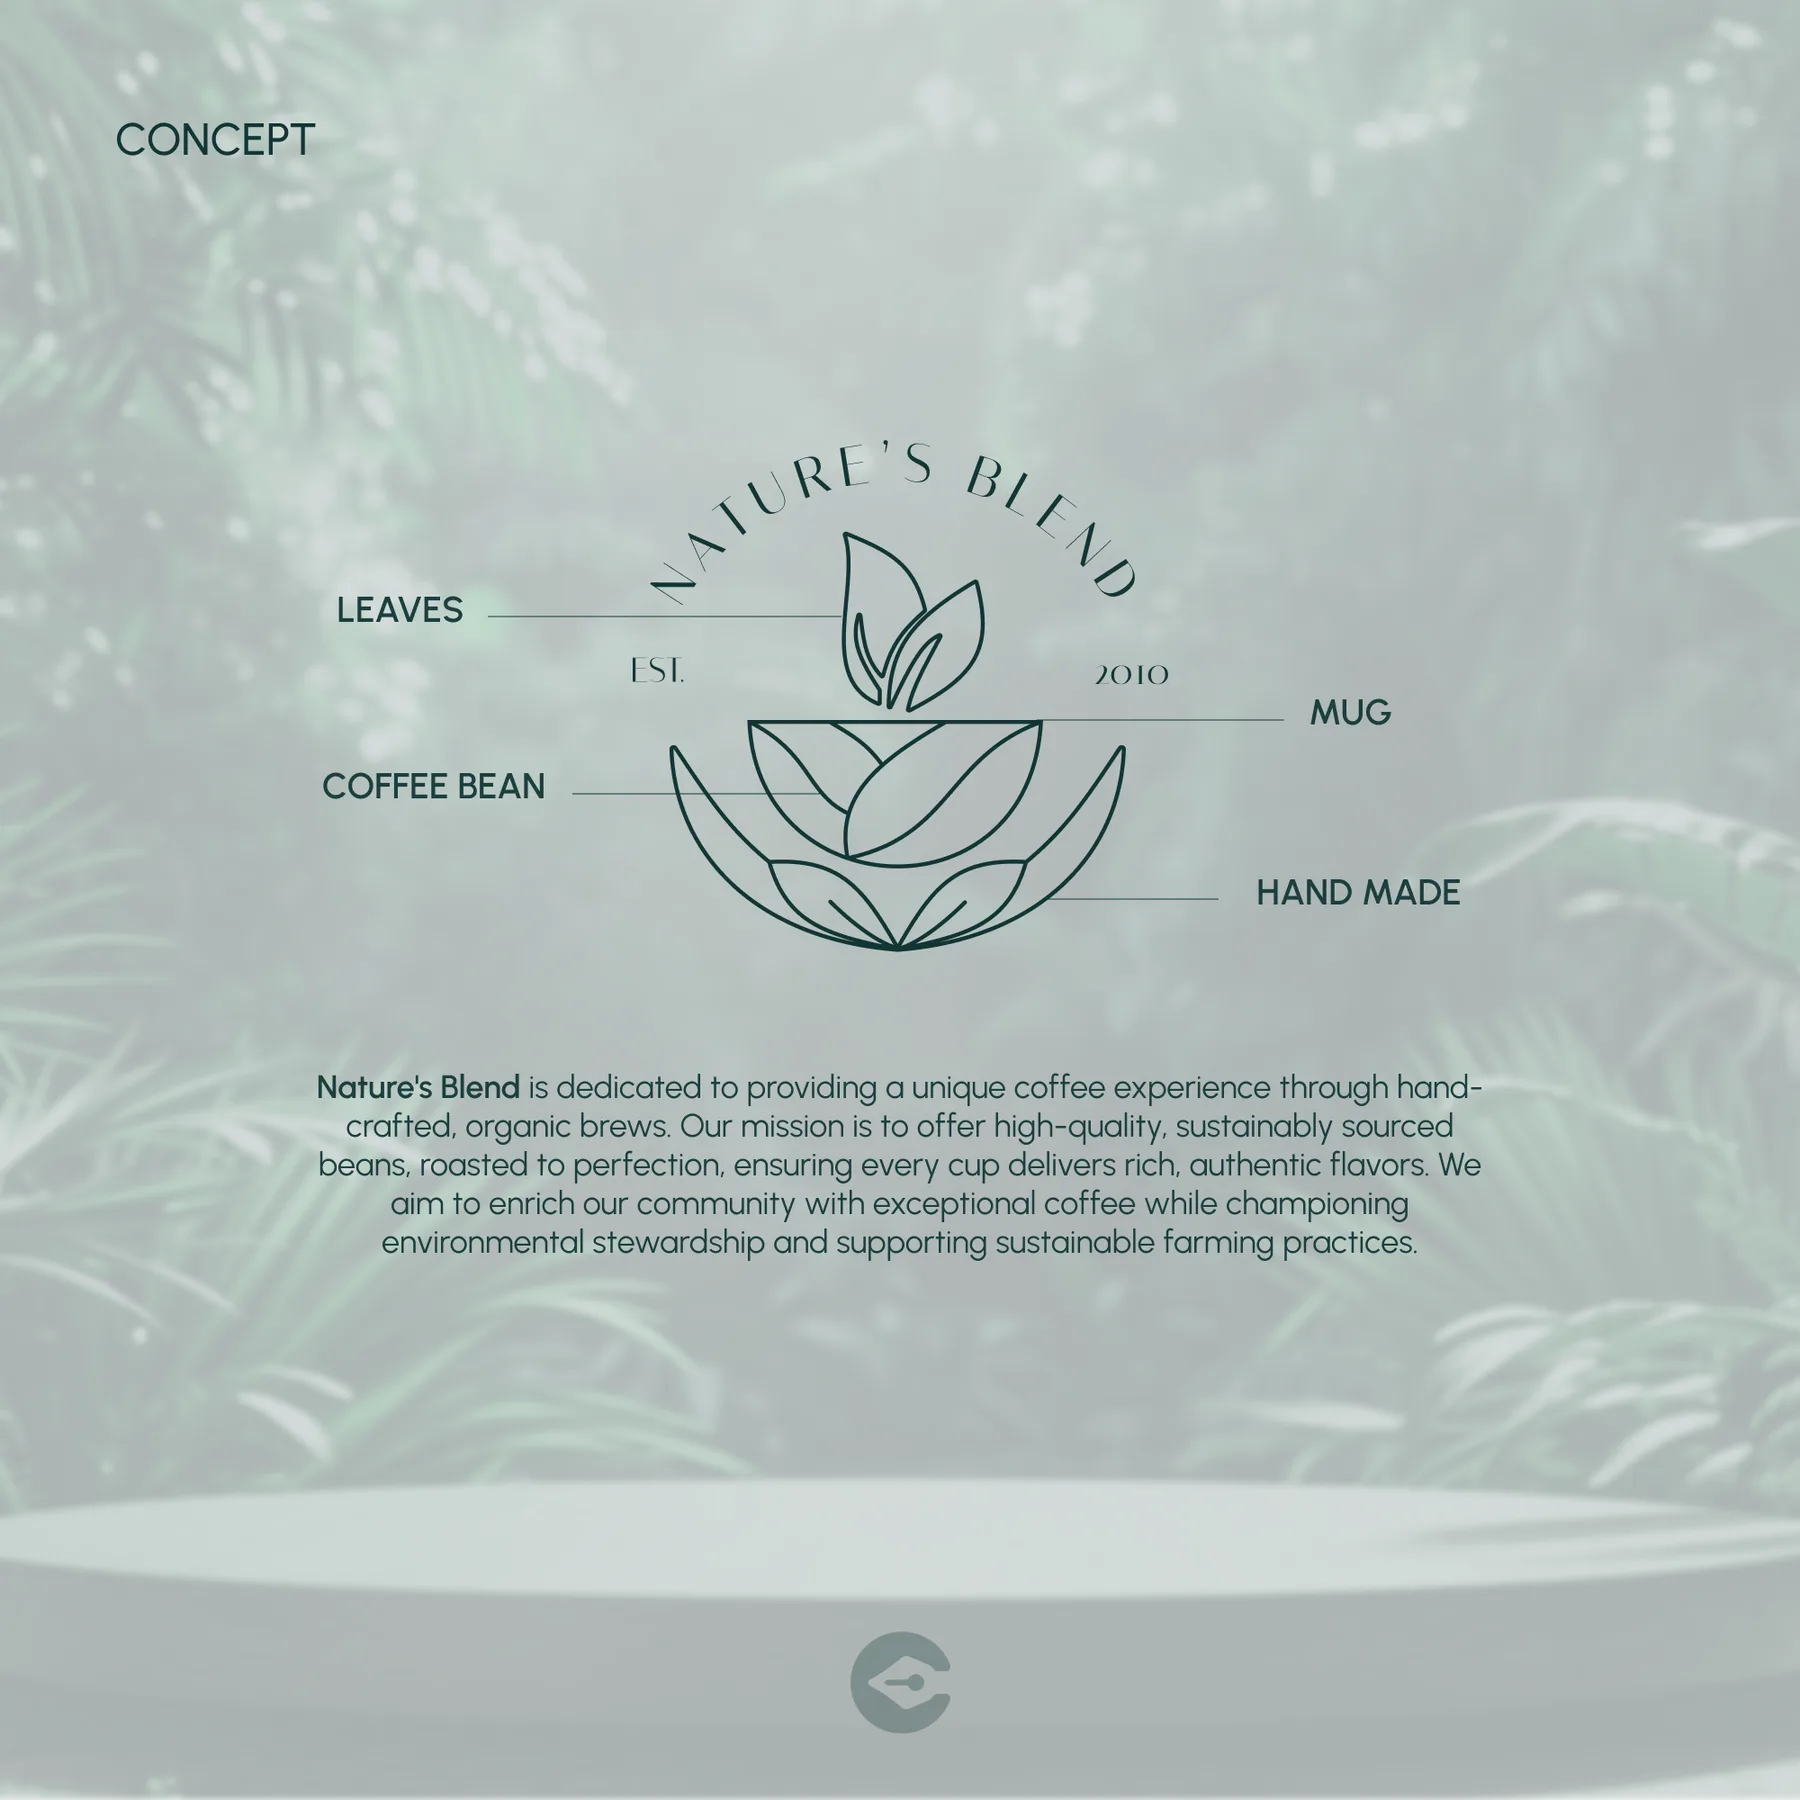 CONCEPT
NATURE'S BLEND
LEAVES
EST.
2010
MUG
COFFEE BEAN
HAND MADE
Nature's Blend is dedicated to providing a unique coffee experience through hand-
crafted, organic brews. Our mission is to offer high-quality, sustainably sourced
beans, roasted to perfection, ensuring every cup delivers rich, authentic flavors. We
aim to enrich our community with exceptional coffee while championing
environmental stewardship and supporting sustainable farming practices.